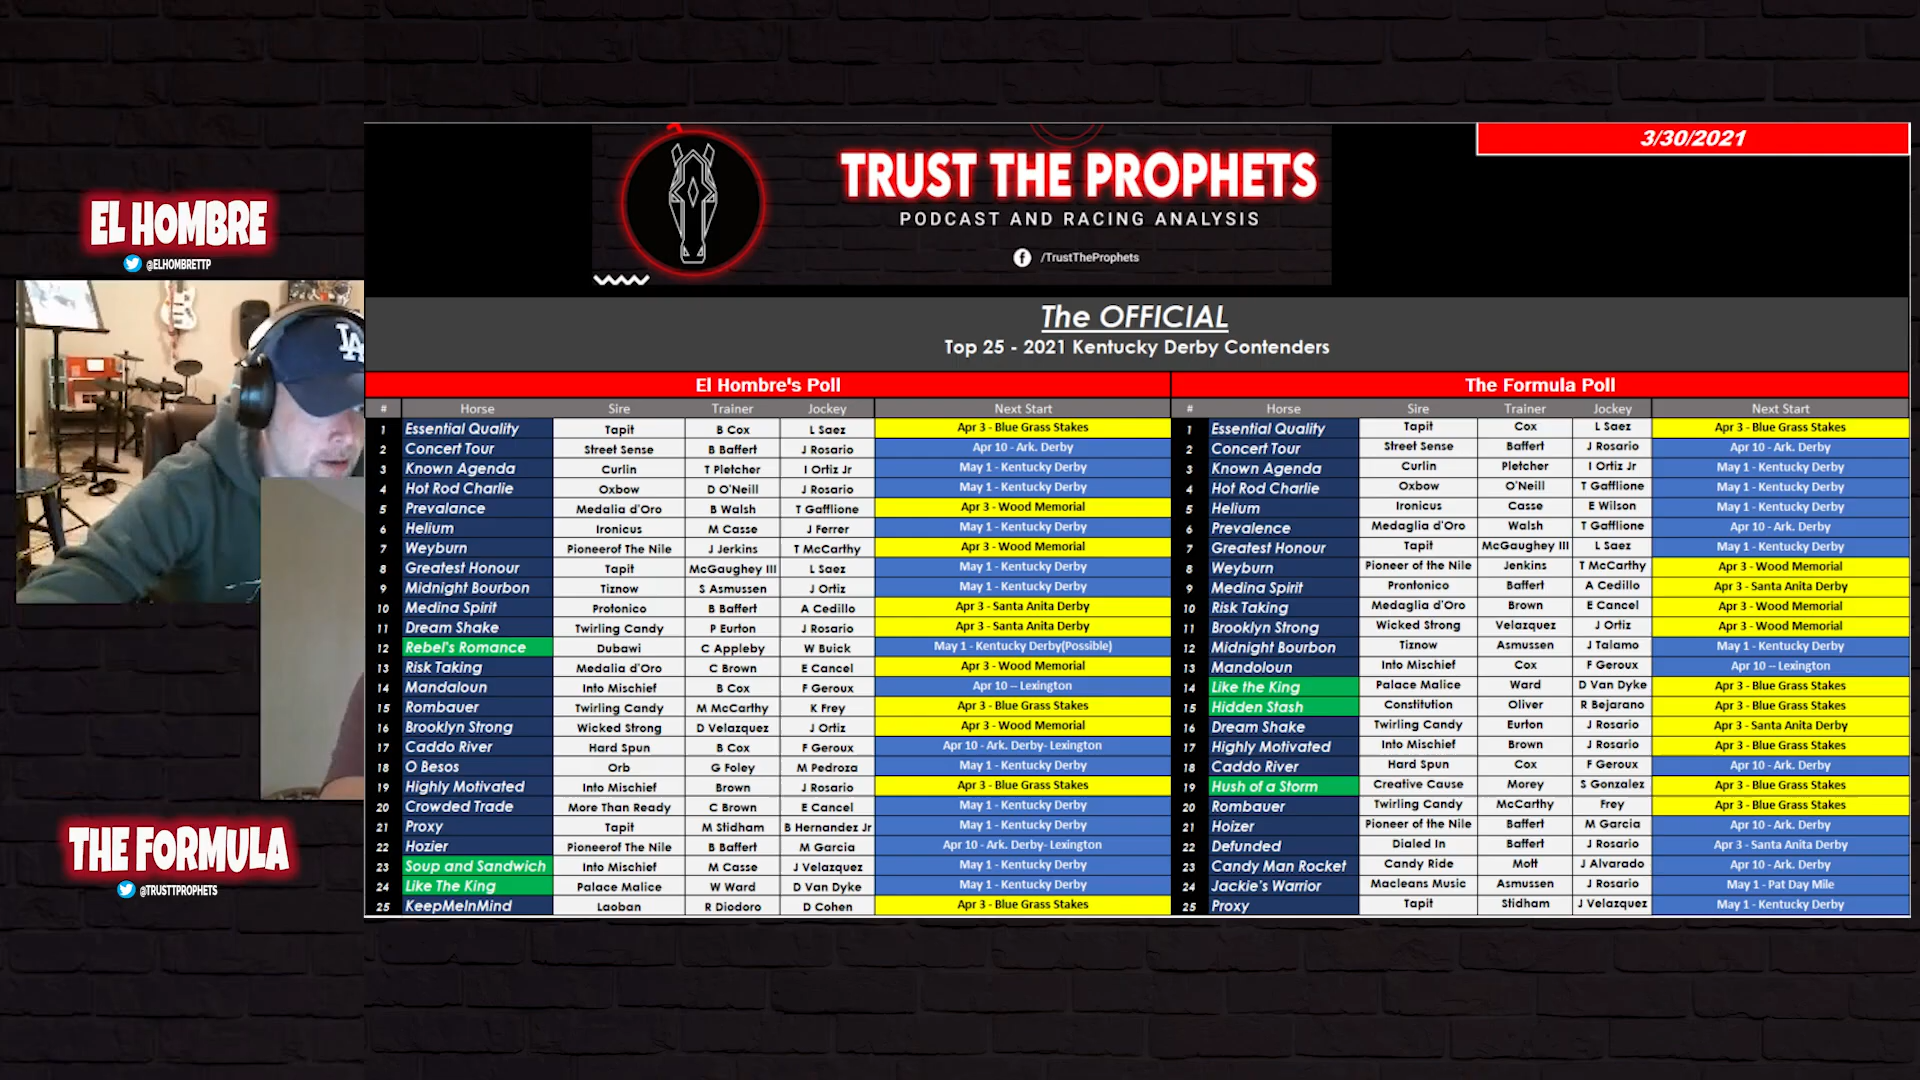 3/30/2021
TRUST THE PROPHETS
PODCAST AND RACING ANALYSIS
/TrustTheProphets
EL HOMBRE
@ELHOMBRETTP
LA
THE FORMULA
@TRUSTTPROPHETS
The OFFICIAL
Top 25 - 2021 Kentucky Derby Contenders
El Hombre's Poll
# Horse Sire Trainer Jockey Next Start
1 Essential Quality Tapit B Cox L Saez Apr 3 - Blue Grass Stakes
2 Concert Tour Street Sense B Baffert J Rosario Apr 10 - Ark. Derby
3 Known Agenda Curlin T Pletcher I Ortiz Jr May 1 - Kentucky Derby
4 Hot Rod Charlie Oxbow D O'Neill J Rosario May 1 - Kentucky Derby
5 Prevalance Medalia d'Oro B Walsh T Gafflione Apr 3 - Wood Memorial
6 Helium Ironicus M Casse J Ferrer May 1 - Kentucky Derby
7 Weyburn Pioneerof The Nile J Jerkins T McCarthy Apr 3 - Wood Memorial
8 Greatest Honour Tapit McGaughey III L Saez May 1 - Kentucky Derby
9 Midnight Bourbon Tiznow S Asmussen J Ortiz May 1 - Kentucky Derby
10 Medina Spirit Protonico B Baffert A Cedillo Apr 3 - Santa Anita Derby
11 Dream Shake Twirling Candy P Eurton J Rosario Apr 3 - Santa Anita Derby
12 Rebel's Romance Dubawi C Appleby W Buick May 1 - Kentucky Derby(Possible)
13 Risk Taking Medalia d'Oro C Brown E Cancel Apr 3 - Wood Memorial
14 Mandaloun Into Mischief B Cox F Geroux Apr 10 – Lexington
15 Rombauer Twirling Candy M McCarthy K Frey Apr 3 - Blue Grass Stakes
16 Brooklyn Strong Wicked Strong D Velazquez J Ortiz Apr 3 - Wood Memorial
17 Caddo River Hard Spun B Cox F Geroux Apr 10 - Ark. Derby- Lexington
18 O Besos Orb G Foley M Pedroza May 1 - Kentucky Derby
19 Highly Motivated Into Mischief Brown J Rosario Apr 3 - Blue Grass Stakes
20 Crowded Trade More Than Ready C Brown E Cancel May 1 - Kentucky Derby
21 Proxy Tapit M Stidham B Hernandez Jr May 1 - Kentucky Derby
22 Hozier Pioneerof The Nile B Baffert M Garcia Apr 10 - Ark. Derby- Lexington
23 Soup and Sandwich Into Mischief M Casse J Velazquez May 1 - Kentucky Derby
24 Like The King Palace Malice W Ward D Van Dyke May 1 - Kentucky Derby
25 KeepMeInMind Laoban R Diodoro D Cohen Apr 3 - Blue Grass Stakes
The Formula Poll
# Horse Sire Trainer Jockey Next Start
1 Essential Quality Tapit Cox L Saez Apr 3 - Blue Grass Stakes
2 Concert Tour Street Sense Baffert J Rosario Apr 10 - Ark. Derby
3 Known Agenda Curlin Pletcher I Ortiz Jr May 1 - Kentucky Derby
4 Hot Rod Charlie Oxbow O'Neill T Gafflione May 1 - Kentucky Derby
5 Helium Ironicus Casse E Wilson May 1 - Kentucky Derby
6 Prevalence Medaglia d'Oro Walsh T Gafflione Apr 10 - Ark. Derby
7 Greatest Honour Tapit McGaughey III L Saez May 1 - Kentucky Derby
8 Weyburn Pioneer of the Nile Jenkins T McCarthy Apr 3 - Wood Memorial
9 Medina Spirit Prontonico Baffert A Cedillo Apr 3 - Santa Anita Derby
10 Risk Taking Medaglia d'Oro Brown E Cancel Apr 3 - Wood Memorial
11 Brooklyn Strong Wicked Strong Velazquez J Ortiz Apr 3 - Wood Memorial
12 Midnight Bourbon Tiznow Asmussen J Talamo May 1 - Kentucky Derby
13 Mandoloun Into Mischief Cox F Geroux Apr 10 – Lexington
14 Like the King Palace Malice Ward D Van Dyke Apr 3 - Blue Grass Stakes
15 Hidden Stash Constitution Oliver R Bejarano Apr 3 - Blue Grass Stakes
16 Dream Shake Twirling Candy Eurton J Rosario Apr 3 - Santa Anita Derby
17 Highly Motivated Into Mischief Brown J Rosario Apr 3 - Blue Grass Stakes
18 Caddo River Hard Spun Cox F Geroux Apr 10 - Ark. Derby
19 Hush of a Storm Creative Cause Morey S Gonzalez Apr 3 - Blue Grass Stakes
20 Rombauer Twirling Candy McCarthy Frey Apr 3 - Blue Grass Stakes
21 Hoizer Pioneer of the Nile Baffert M Garcia Apr 10 - Ark. Derby
22 Defunded Dialed In Baffert J Rosario Apr 3 - Santa Anita Derby
23 Candy Man Rocket Candy Ride Mott J Alvarado Apr 10 - Ark. Derby
24 Jackie's Warrior Macleans Music Asmussen J Rosario May 1 - Pat Day Mile
25 Proxy Tapit Stidham J Velazquez May 1 - Kentucky Derby